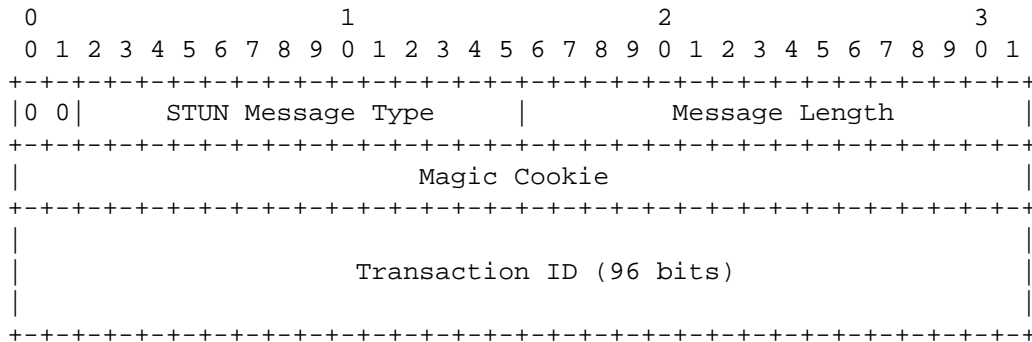 0                   1                   2                   3
 0 1 2 3 4 5 6 7 8 9 0 1 2 3 4 5 6 7 8 9 0 1 2 3 4 5 6 7 8 9 0 1
+-+-+-+-+-+-+-+-+-+-+-+-+-+-+-+-+-+-+-+-+-+-+-+-+-+-+-+-+-+-+-+-+
|0 0|     STUN Message Type     |         Message Length        |
+-+-+-+-+-+-+-+-+-+-+-+-+-+-+-+-+-+-+-+-+-+-+-+-+-+-+-+-+-+-+-+-+
|                         Magic Cookie                          |
+-+-+-+-+-+-+-+-+-+-+-+-+-+-+-+-+-+-+-+-+-+-+-+-+-+-+-+-+-+-+-+-+
|                                                               |
|                     Transaction ID (96 bits)                  |
|                                                               |
+-+-+-+-+-+-+-+-+-+-+-+-+-+-+-+-+-+-+-+-+-+-+-+-+-+-+-+-+-+-+-+-+